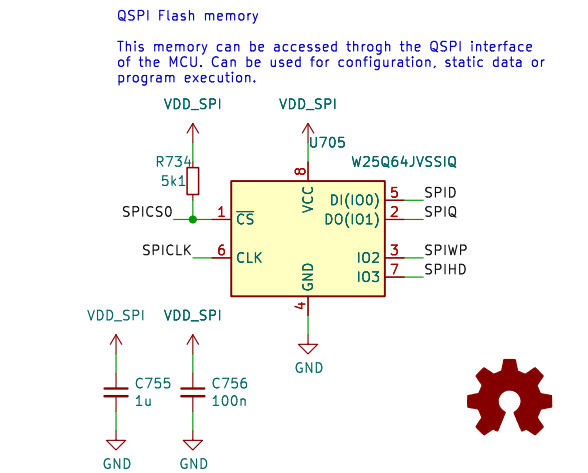 QSPI Flash memory
This memory can be accessed throgh the QSPI interface
of the MCU. Can be used for configuration, static data or
program execution.
VDD_SPI
VDD_SPI
U705
R734
5k1
W25Q64JVSSIQ
8
VCC
SPICS0
1
CS
DI(IO0)
5
SPID
DO(IO1)
2
SPIQ
SPICLK
6
CLK
IO2
3
SPIWP
IO3
7
SPIHD
GND
4
GND
VDD_SPI
VDD_SPI
C755
1u
C756
100n
GND
GND